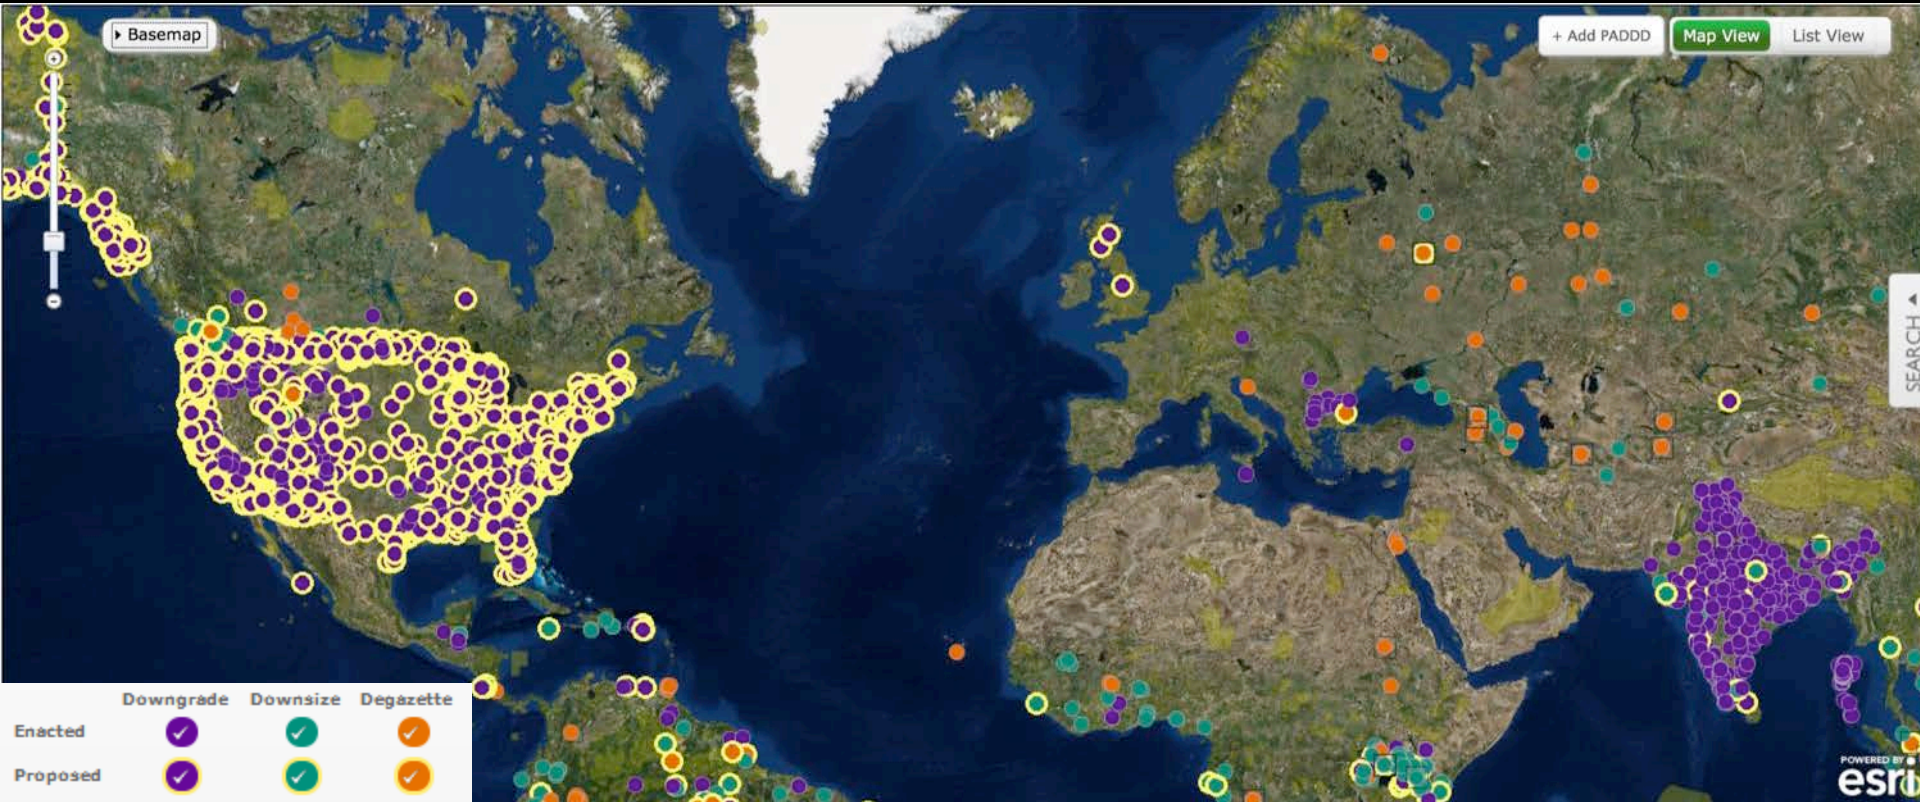 Basemap
+ Add PADDD
Map View
List View
SEARCH
Downgrade Downsize Degazette
Enacted
Proposed
POWERED BY
esri